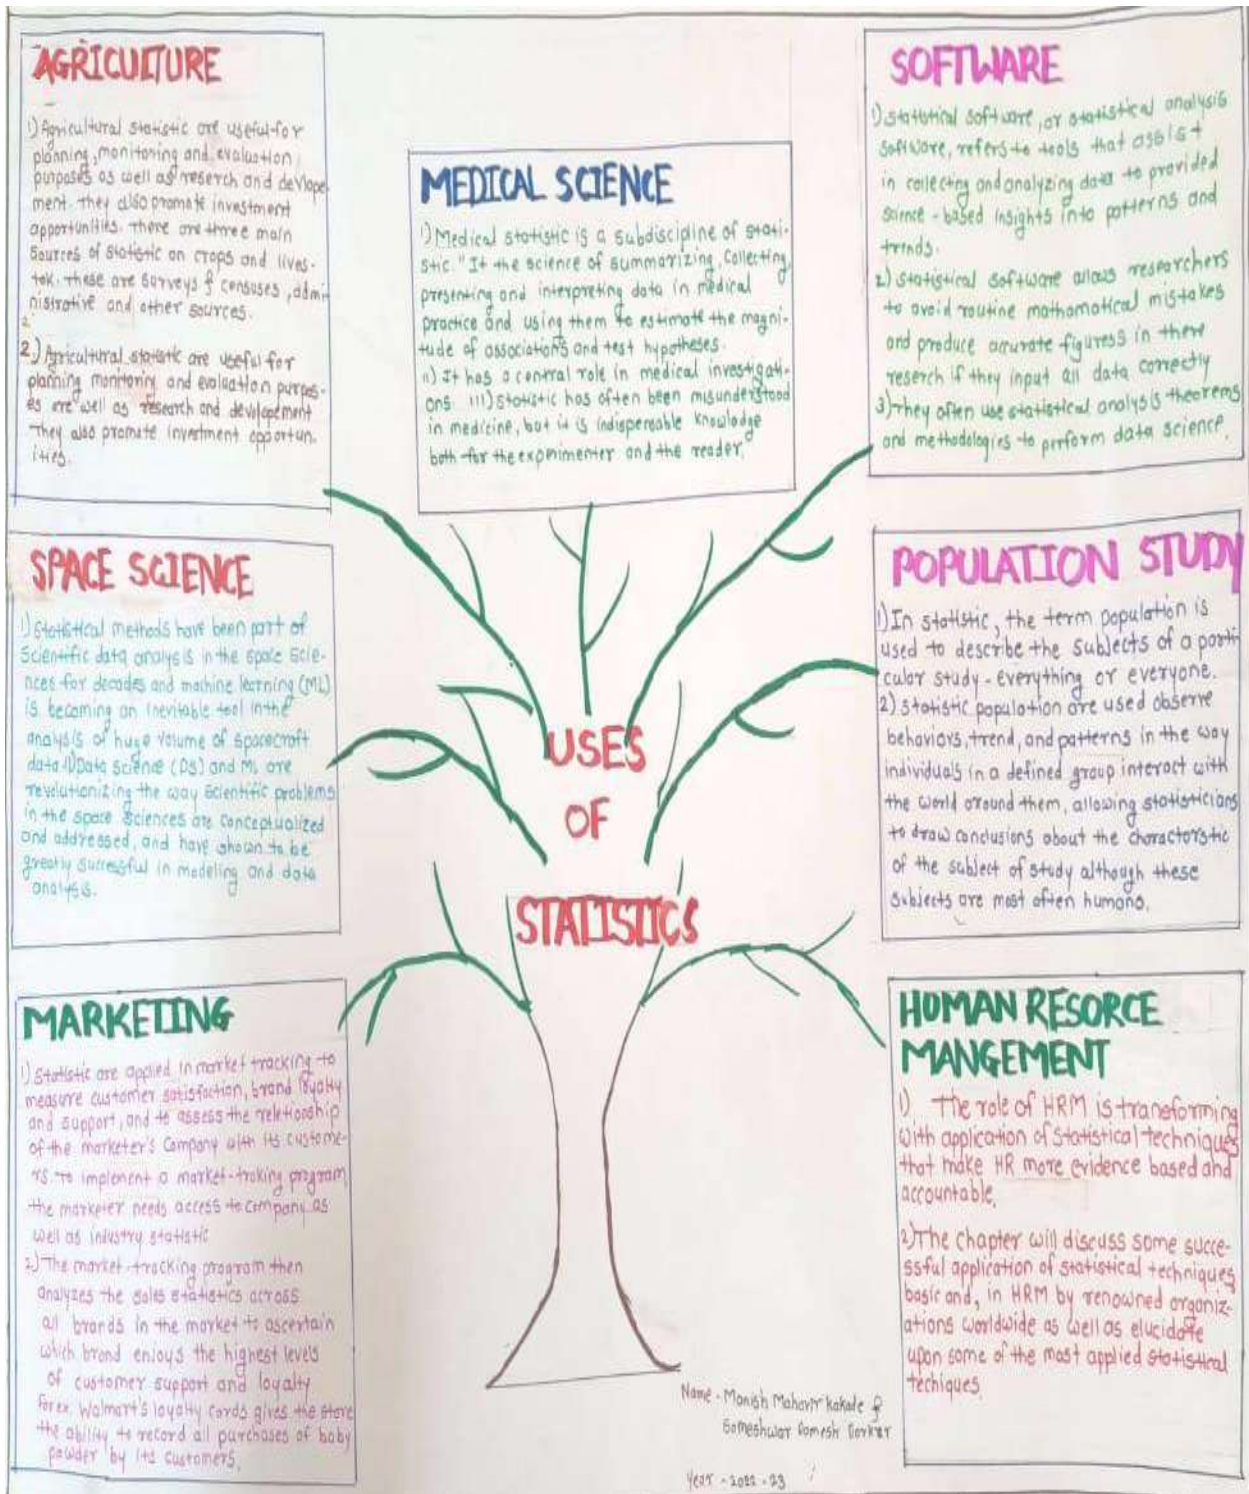 AGRICULTURE
1) Agricultural statistic are useful for
planning, monitoring and evaluation
purposes as well as reserch and devlope-
ment. They also promote investment
opportunities. There are three main
sources of statistic on crops and lives-
tok. These are surveys & censuses, admi-
nistrative and other sources.
2.) Agricultural statistic are useful for
planning monitoring and evaluation purpos-
es are well as research and devlopement
They also promote investment opportun-
ities.
MEDICAL SCIENCE
i) Medical statistic is a subdiscipline of stati-
stic. "It the science of summarizing, collecting,
presenting and interpreting data in medical
practice and using them to estimate the magni-
tude of associations and test hypotheses.
ii) It has a central role in medical investigati-
ons. iii) Statistic has often been misunderstood
in medicine, but it is indispensable knowladge
both for the experimenter and the reader.
SOFTWARE
1) Statistical software, or statistical analysis
software, refers to tools that assist
in collecting and analyzing data to provided
science-based insights into patterns and
trends.
2) Statistical software allows researchers
to avoid routine mathamatical mistakes
and produce accurate figuress in there
reserch if they input all data correctly
3) They often use statistical analysis theorems
and methodologies to perform data science.
SPACE SCIENCE
1) Statistical methods have been part of
Scientific data analysis in the space scie-
nces for decades and machine learning (ML)
is becoming an inevitable tool in the
analysis of huge volume of spacecraft
data. Data science (DS) and ML are
revolutionizing the way scientific problems
in the space sciences are conceptualized
and addressed, and have shown to be
greatly successful in modeling and data
analysis.
POPULATION STUDY
1) In statistic, the term population is
used to describe the subjects of a parti-
cular study - everything or everyone.
2) Statistic population are used observe
behaviors, trend, and patterns in the way
individuals in a defined group interact with
the world around them, allowing statisticians
to draw conclusions about the charactorstic
of the subject of study although these
subjects are most often humans.
USES
OF
STATISTICS
MARKETING
1) Statistic are applied in market tracking to
measure customer satisfaction, brand loyalty
and support, and to assess the reletionship
of the marketer's Company with its custome-
rs. To implement a market-traking program
the marketer needs access to company as
well as industry statistic
2) The market-tracking program then
analyzes the sales statistics across
all brands in the market to ascertain
which brand enjoys the highest levels
of customer support and loyalty
for ex. Walmart's loyalty cards gives the store
the ability to record all purchases of baby
powder by its customers.
HUMAN RESORCE
MANGEMENT
1) The role of HRM is transforming
with application of statistical techniques
that make HR more evidence based and
accountable.
2) The chapter will discuss some succe-
ssful application of statistical techniques
basic and, in HRM by renowned organiz-
ations worldwide as well as elucidate
upon some of the most applied statistical
techiques.
Name - Manish Mahavir Kakade &
Someshwar
Year - 2022-23